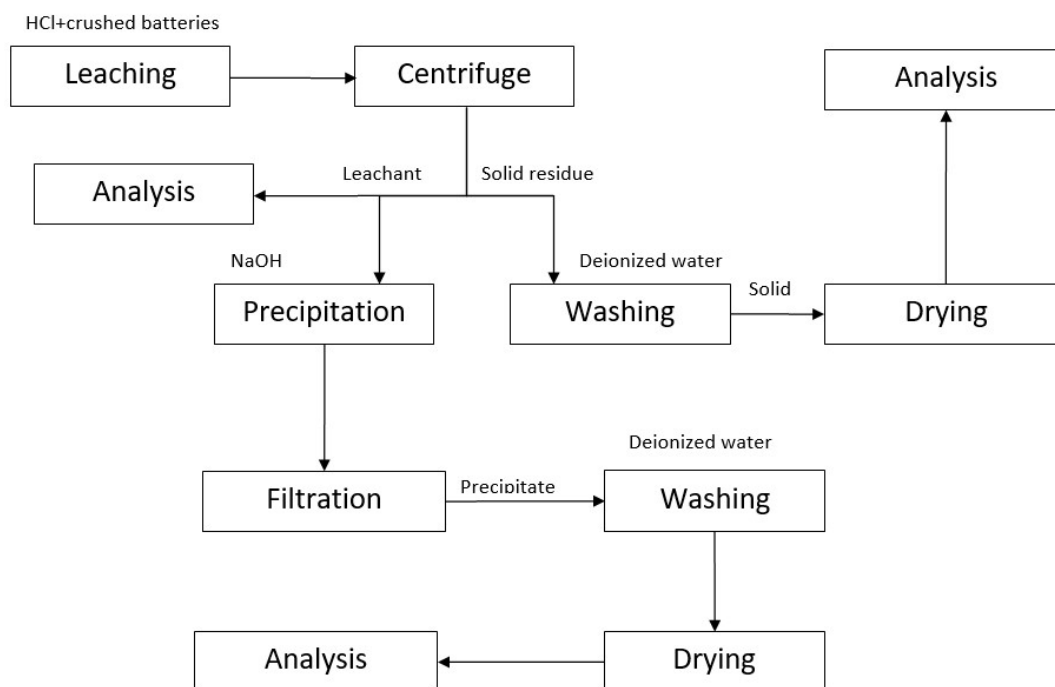 HCl+crushed batteries
Leaching
Centrifuge
Analysis
Analysis
Leachant
Solid residue
NaOH
Deionized water
Precipitation
Washing
Solid
Drying
Deionized water
Filtration
Precipitate
Washing
Analysis
Drying